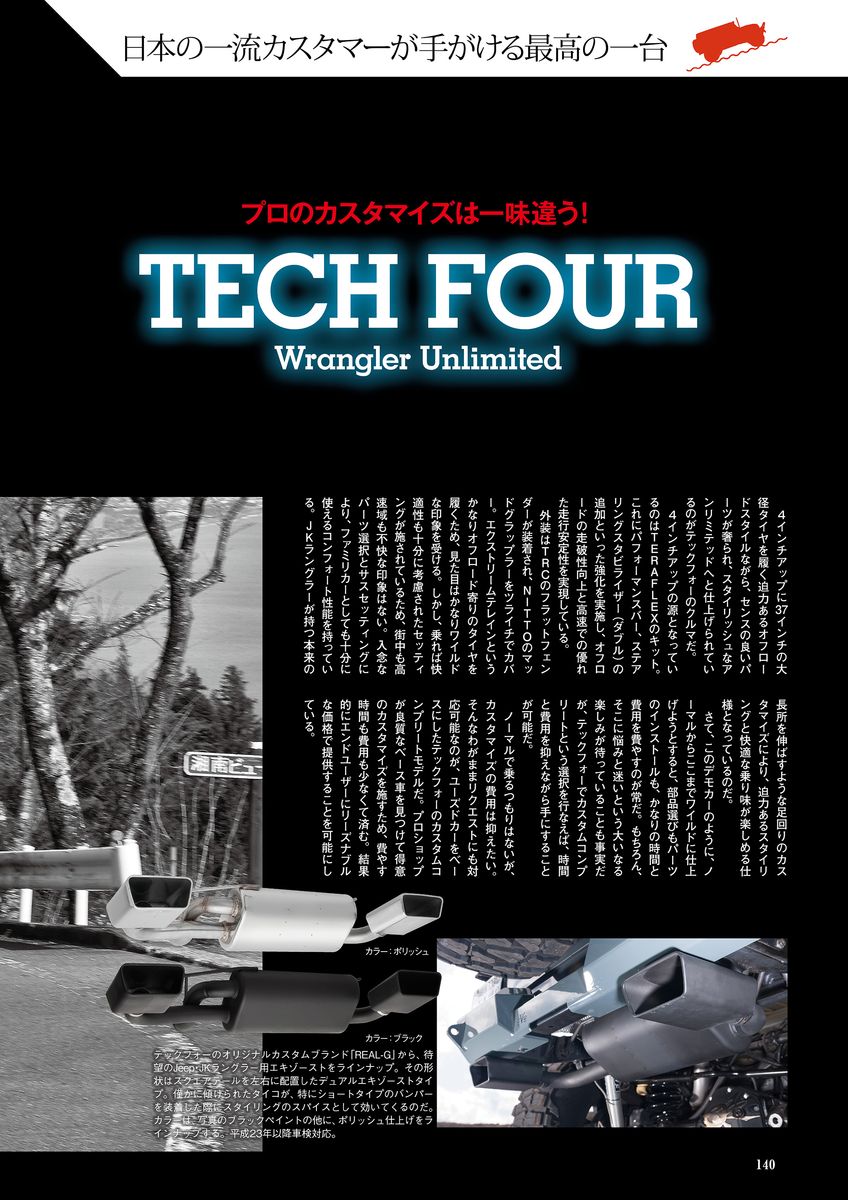 日本の一流カスタマーが手がける最高の一台
プロのカスタマイズは一味違う!
TECH FOUR
Wrangler Unlimited
4インチアップに37インチの大
径タイヤを履く迫力あるオフロー
ドスタイルながら、センスの良いパ
ーツが奢られ、スタイリッシュなア
ンリミテッドへと仕上げられてい
るのがテックフォーのクルマだ。
4インチアップの源となってい
るのはTERAFLEXのキット。
これにパフォーマンスバー、ステア
リングスタビライザー(ダブル)の
追加といった強化を実施し、オフロ
ードの走破性向上と高速での優れ
た走行安定性を実現している。
外装はTRCのフラットフェン
ダーが装着され、NITTOのマッ
ドグラップラーをツライチでカバ
ー。エクストリームテレインという
かなりオフロード寄りのタイヤを
履くため、見た目はかなりワイルド
な印象を受ける。しかし、乗れば快
適性も十分に考慮されたセッティ
ングが施されているため、街中も高
速域も不快な印象はない。入念な
パーツ選択とサスセッティングに
より、ファミリカーとしても十分に
使えるコンフォート性能を持ってい
る。JKラングラーが持つ本来の
長所を伸ばすような足回りのカス
タマイズにより、迫力あるスタイリ
ングと快適な乗り味が楽しめる仕
様となっているのだ。
さて、このデモカーのように、ノ
ーマルからここまでワイルドに仕上
げようとすると、部品選びもパーツ
のインストールも、かなりの時間と
費用を費やすのが常だ。もちろん、
そこに悩みと迷いという大いなる
楽しみが待っていることも事実だ
が、テックフォーでカスタムコンプ
リートという選択を行なえば、時間
と費用を抑えながら手にすること
が可能だ。
ノーマルで乗るつもりはないが、
カスタマイズの費用は抑えたい。
そんなわがままリクエストにも対
応可能なのが、ユーズドカーをベー
スにしたテックフォーのカスタムコ
ンプリートモデルだ。プロショップ
が良質なベース車を見つけて得意
のカスタマイズを施すため、費やす
時間も費用も少なくて済む。結果
的にエンドユーザーにリーズナブル
な価格で提供することを可能にし
ている。
湘南ビュ
カラー：ポリッシュ
カラー：ブラック
テックフォーのオリジナルカスタムブランド「REAL-G」から、待
望のJeep・JKラングラー用エキゾーストをラインナップ。その形
状はスクエアテールを左右に配置したデュアルエキゾーストタイ
プ。僅かに傾けられたタイコが、特にショートタイプのバンパー
を装着した際にスタイリングのスパイスとして効いてくるのだ。
カラーは、写真のブラックペイントの他に、ポリッシュ仕上げをラ
インナップする。平成23年以降車検対応。
140